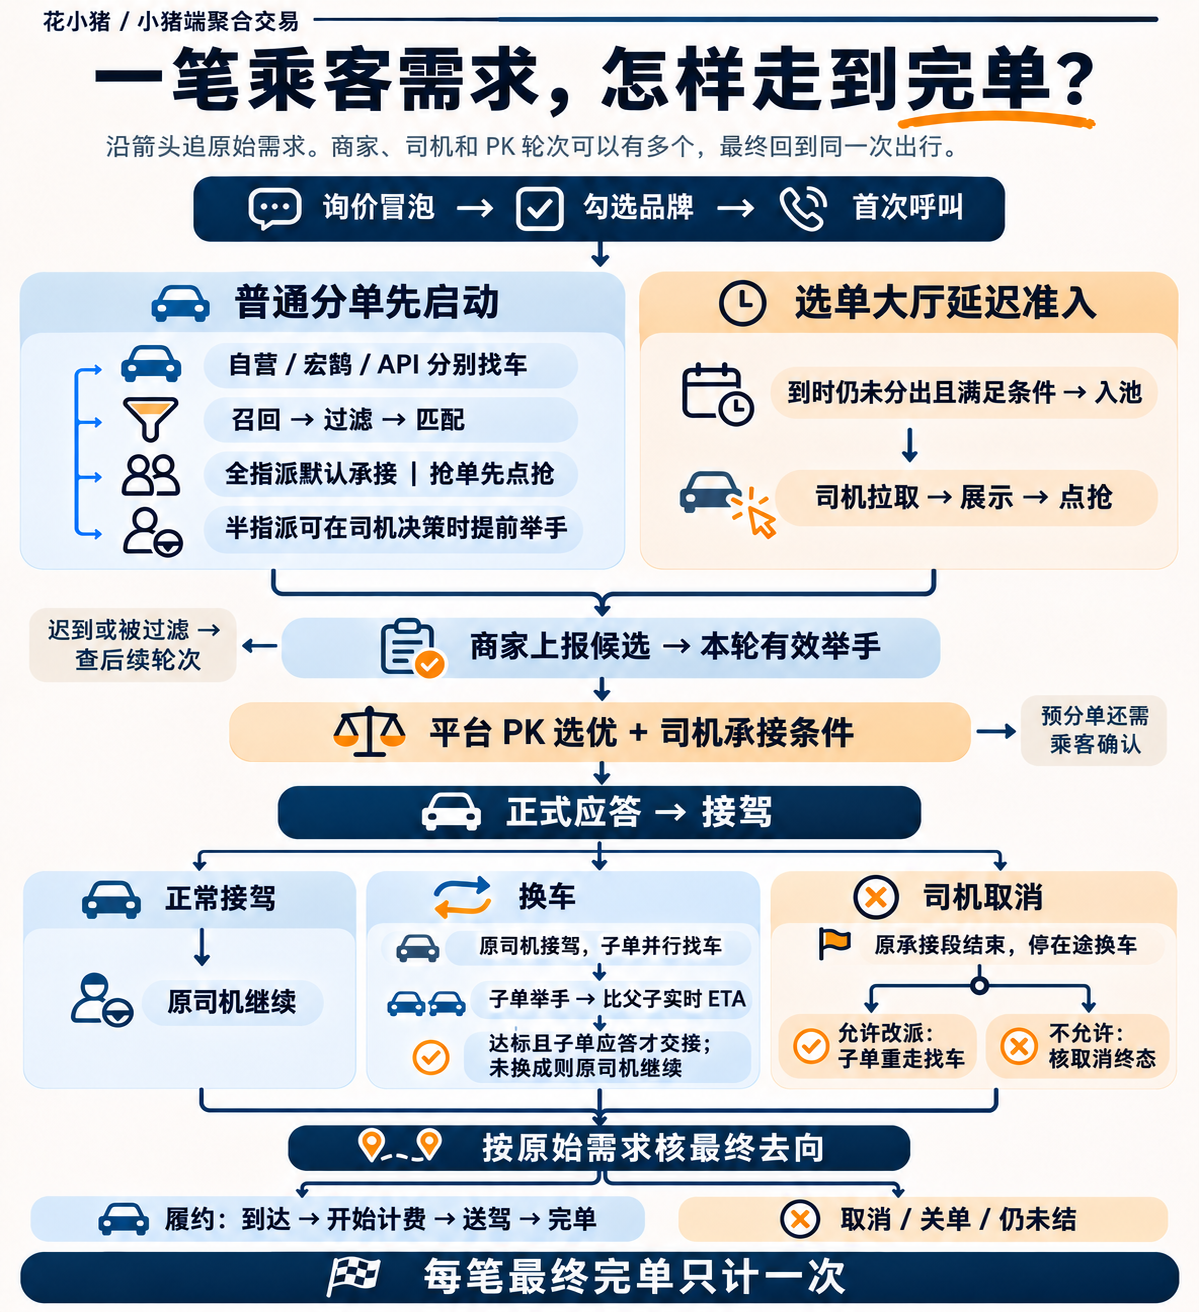 花小猪 / 小猪端聚合交易
一笔乘客需求，怎样走到完单？
沿箭头追原始需求。商家、司机和 PK 轮次可以有多个，最终回到同一次出行。
询价冒泡 → 勾选品牌 → 首次呼叫
普通分单先启动
自营 / 宏鹤 / API 分别找车
召回 → 过滤 → 匹配
全指派默认承接 | 抢单先点抢
半指派可在司机决策时提前举手
选单大厅延迟准入
到时仍未分出且满足条件 → 入池
司机拉取 → 展示 → 点抢
迟到或被过滤 →
查后续轮次
商家上报候选 → 本轮有效举手
平台 PK 选优 + 司机承接条件
预分单还需
乘客确认
正式应答 → 接驾
正常接驾
原司机继续
换车
原司机接驾，子单并行找车
子单举手 → 比父子实时 ETA
达标且子单应答才交接；
未换成则原司机继续
司机取消
原承接段结束，停在途换车
允许改派：
子单重走找车
不允许：
核取消终态
按原始需求核最终去向
履约：到达 → 开始计费 → 送驾 → 完单
取消 / 关单 / 仍未结
每笔最终完单只计一次